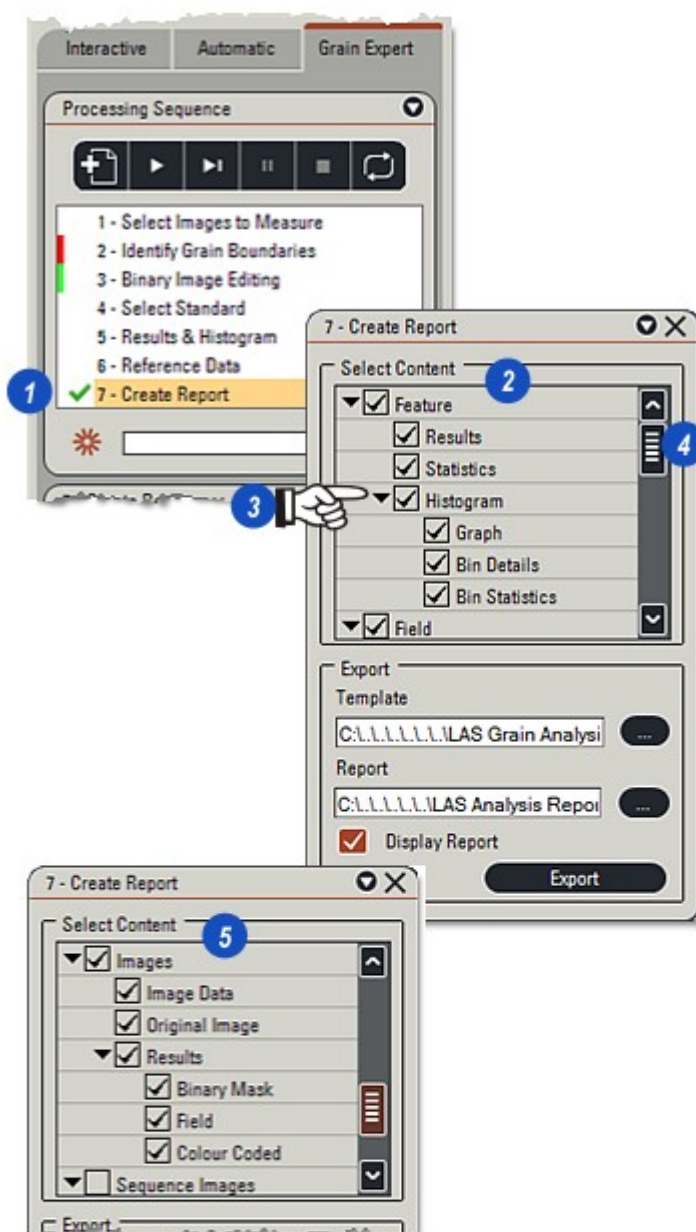 Interactive
Automatic
Grain Expert
Processing Sequence
1 - Select Images to Measure
2 - Identify Grain Boundaries
3 - Binary Image Editing
4 - Select Standard
5 - Results & Histogram
6 - Reference Data
7 - Create Report
1
7 - Create Report
Select Content
2
Feature
Results
Statistics
3
Histogram
4
Graph
Bin Details
Bin Statistics
Field
Export
Template
C:\..\..\..\..\..\..\LAS Grain Analysi
...
Report
C:\..\..\..\..\..\LAS Analysis Repor
...
Display Report
Export
7 - Create Report
Select Content
5
Images
Image Data
Original Image
Results
Binary Mask
Field
Colour Coded
Sequence Images
Export